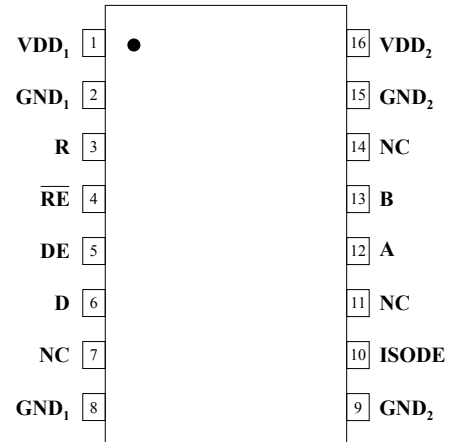 VDD₁ 1 16 VDD₂
GND₁ 2 15 GND₂
R 3 14 NC
R̅E̅ 4 13 B
DE 5 12 A
D 6 11 NC
NC 7 10 ISODE
GND₁ 8 9 GND₂